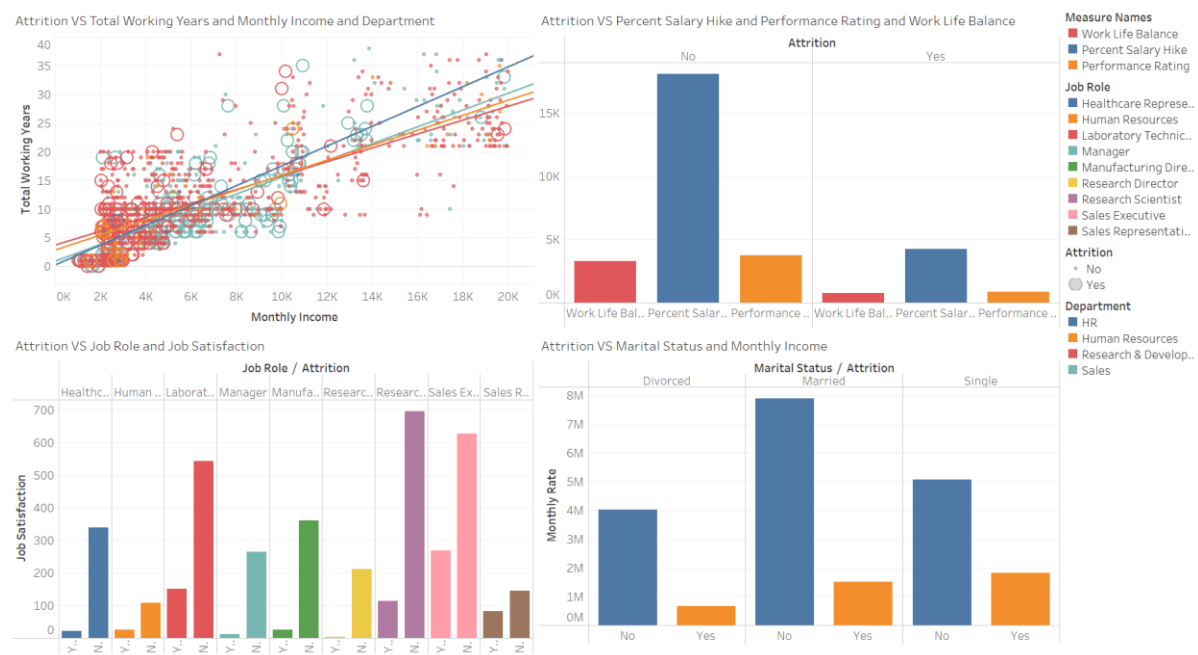 Attrition VS Total Working Years and Monthly Income and Department
40
35
30
25
20
15
10
5
0
Total Working Years
0K 2K 4K 6K 8K 10K 12K 14K 16K 18K 20K
Monthly Income
Attrition VS Percent Salary Hike and Performance Rating and Work Life Balance
Attrition
No Yes
15K
10K
5K
0K
Work Life Bal.. Percent Salar.. Performance .. Work Life Bal.. Percent Salar.. Performance ..
Measure Names
Work Life Balance
Percent Salary Hike
Performance Rating
Job Role
Healthcare Represe..
Human Resources
Laboratory Technic..
Manager
Manufacturing Dire..
Research Director
Research Scientist
Sales Executive
Sales Representati..
Attrition
No
Yes
Department
HR
Human Resources
Research & Develop..
Sales
Attrition VS Job Role and Job Satisfaction
Job Role / Attrition
Healthc.. Human .. Laborat.. Manager Manufa.. Researc.. Researc.. Sales Ex.. Sales R..
700
600
500
400
300
200
100
0
Job Satisfaction
Y.. N. Y.. N. Y.. N. Y.. N. Y.. N. Y.. N. Y.. N. Y.. N. Y.. N.
Attrition VS Marital Status and Monthly Income
Marital Status / Attrition
Divorced Married Single
8M
7M
6M
5M
4M
3M
2M
1M
0M
Monthly Rate
No Yes No Yes No Yes